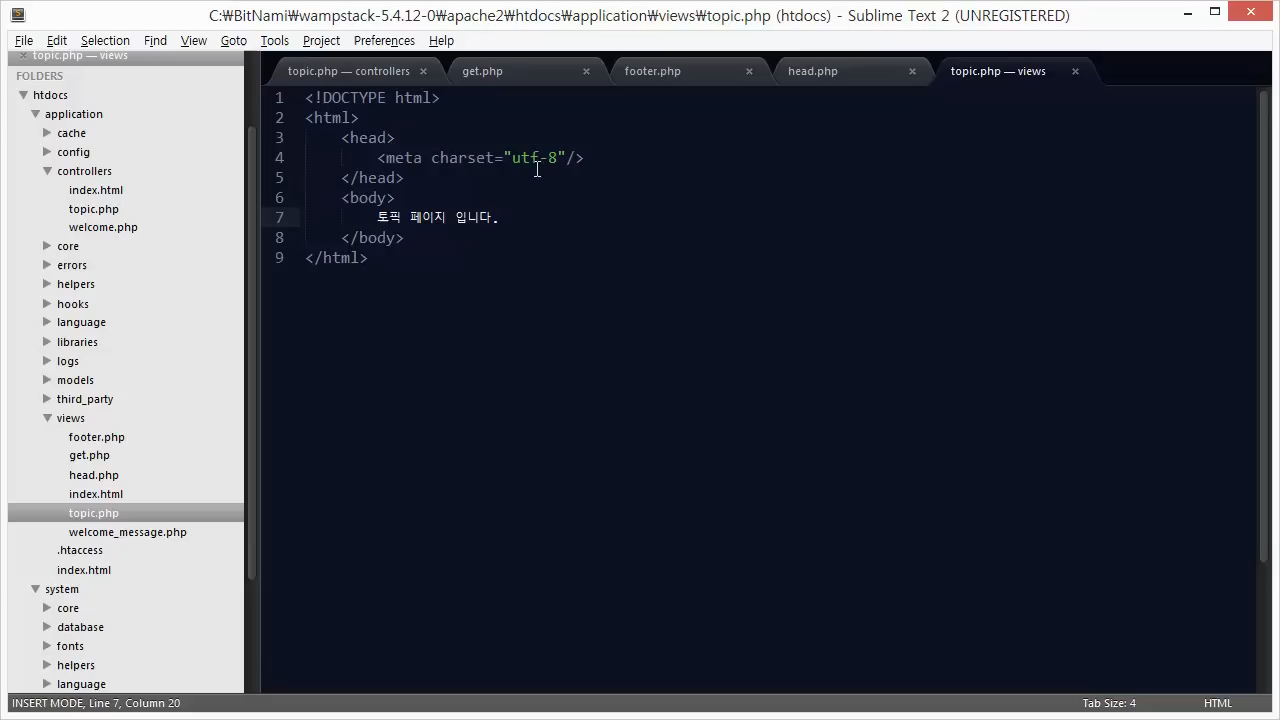 C:₩BitNami₩wampstack-5.4.12-0₩apache2₩htdocs₩application₩views₩topic.php (htdocs) - Sublime Text 2 (UNREGISTERED)
File Edit Selection Find View Goto Tools Project Preferences Help
topic.php — views
FOLDERS
htdocs
application
cache
config
controllers
index.html
topic.php
welcome.php
core
errors
helpers
hooks
language
libraries
logs
models
third_party
views
footer.php
get.php
head.php
index.html
topic.php
welcome_message.php
.htaccess
index.html
system
core
database
fonts
helpers
language
topic.php — controllers get.php footer.php head.php topic.php — views
1 <!DOCTYPE html>
2 <html>
3 <head>
4 <meta charset="utf-8"/>
5 </head>
6 <body>
7 토픽 페이지 입니다.
8 </body>
9 </html>
INSERT MODE, Line 7, Column 20 Tab Size: 4 HTML